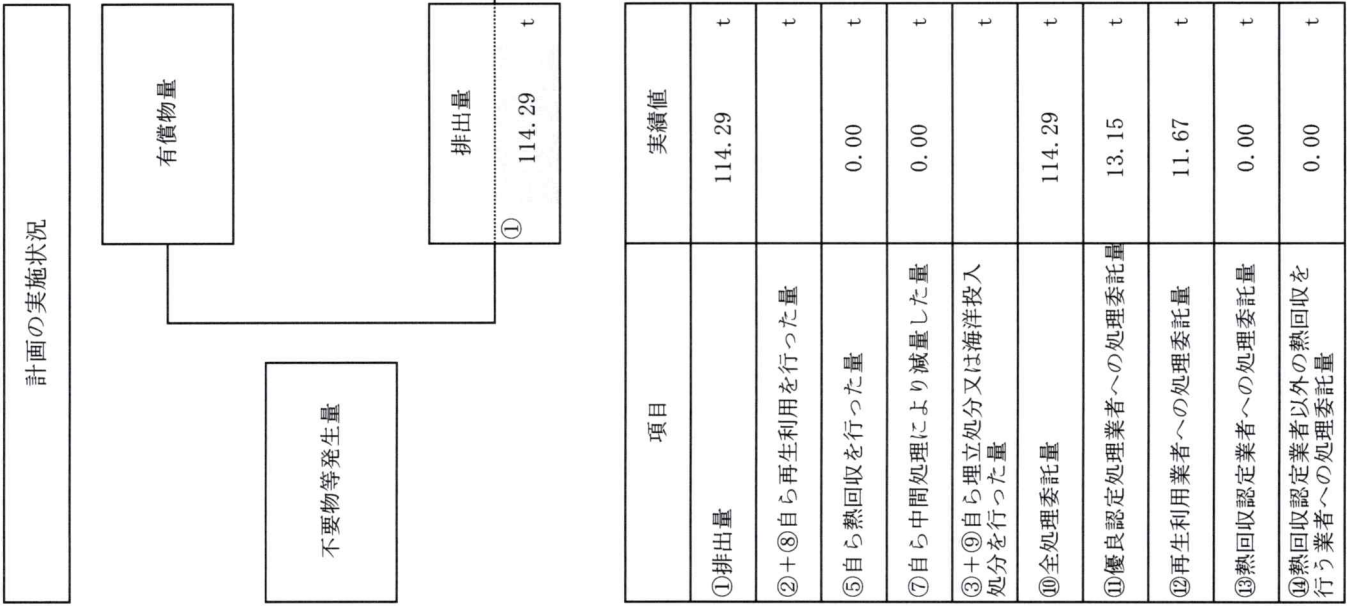 計画の実施状況
有償物量
不要物等発生量
排出量
① 114.29 t
項目 実績値
①排出量 114.29 t
②+⑧自ら再生利用を行った量 t
⑤自ら熱回収を行った量 0.00 t
⑦自ら中間処理により減量した量 0.00 t
③+⑨自ら埋立処分又は海洋投入
処分を行った量 t
⑩全処理委託量 114.29 t
⑪優良認定処理業者への処理委託量 13.15 t
⑫再生利用業者への処理委託量 11.67 t
⑬熱回収認定業者への処理委託量 0.00 t
⑭熱回収認定業者以外の熱回収を
行う業者への処理委託量 0.00 t